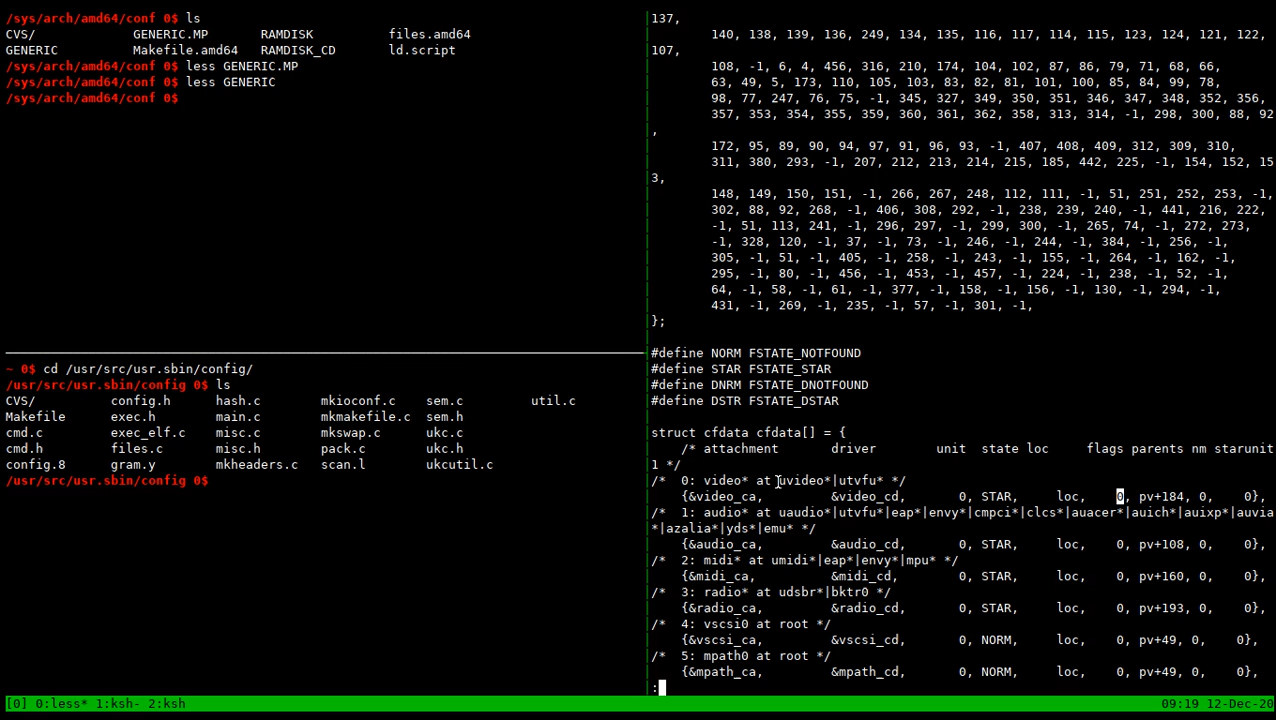 /sys/arch/amd64/conf 0$ ls
CVS/ GENERIC.MP RAMDISK files.amd64
GENERIC Makefile.amd64 RAMDISK_CD ld.script
/sys/arch/amd64/conf 0$ less GENERIC.MP
/sys/arch/amd64/conf 0$ less GENERIC
/sys/arch/amd64/conf 0$
~ 0$ cd /usr/src/usr.sbin/config/
/usr/src/usr.sbin/config 0$ ls
CVS/ config.h hash.c mkioconf.c sem.c util.c
Makefile exec.h main.c mkmakefile.c sem.h
cmd.c exec_elf.c misc.c mkswap.c ukc.c
cmd.h files.c misc.h pack.c ukc.h
config.8 gram.y mkheaders.c scan.l ukcutil.c
/usr/src/usr.sbin/config 0$
137,
140, 138, 139, 136, 249, 134, 135, 116, 117, 114, 115, 123, 124, 121, 122,
107,
108, -1, 6, 4, 456, 316, 210, 174, 104, 102, 87, 86, 79, 71, 68, 66,
63, 49, 5, 173, 110, 105, 103, 83, 82, 81, 101, 100, 85, 84, 99, 78,
98, 77, 247, 76, 75, -1, 345, 327, 349, 350, 351, 346, 347, 348, 352, 356,
357, 353, 354, 355, 359, 360, 361, 362, 358, 313, 314, -1, 298, 300, 88, 92
,
172, 95, 89, 90, 94, 97, 91, 96, 93, -1, 407, 408, 409, 312, 309, 310,
311, 380, 293, -1, 207, 212, 213, 214, 215, 185, 442, 225, -1, 154, 152, 15
3,
148, 149, 150, 151, -1, 266, 267, 248, 112, 111, -1, 51, 251, 252, 253, -1,
302, 88, 92, 268, -1, 406, 308, 292, -1, 238, 239, 240, -1, 441, 216, 222,
-1, 51, 113, 241, -1, 296, 297, -1, 299, 300, -1, 265, 74, -1, 272, 273,
-1, 328, 120, -1, 37, -1, 73, -1, 246, -1, 244, -1, 384, -1, 256, -1,
305, -1, 51, -1, 405, -1, 258, -1, 243, -1, 155, -1, 264, -1, 162, -1,
295, -1, 80, -1, 456, -1, 453, -1, 457, -1, 224, -1, 238, -1, 52, -1,
64, -1, 58, -1, 61, -1, 377, -1, 158, -1, 156, -1, 130, -1, 294, -1,
431, -1, 269, -1, 235, -1, 57, -1, 301, -1,
};
#define NORM FSTATE_NOTFOUND
#define STAR FSTATE_STAR
#define DNRM FSTATE_DNOTFOUND
#define DSTR FSTATE_DSTAR
struct cfdata cfdata[] = {
/* attachment driver unit state loc flags parents nm starunit
1 */
/* 0: video* at uvideo*|utvfu* */
{&video_ca, &video_cd, 0, STAR, loc, 0, pv+184, 0, 0},
/* 1: audio* at uaudio*|utvfu*|eap*|envy*|cmpci*|clcs*|auacer*|auich*|auixp*|auvia
*|azalia*|yds*|emu* */
{&audio_ca, &audio_cd, 0, STAR, loc, 0, pv+108, 0, 0},
/* 2: midi* at umidi*|eap*|envy*|mpu* */
{&midi_ca, &midi_cd, 0, STAR, loc, 0, pv+160, 0, 0},
/* 3: radio* at udsbr*|bktr0 */
{&radio_ca, &radio_cd, 0, STAR, loc, 0, pv+193, 0, 0},
/* 4: vscsi0 at root */
{&vscsi_ca, &vscsi_cd, 0, NORM, loc, 0, pv+49, 0, 0},
/* 5: mpath0 at root */
{&mpath_ca, &mpath_cd, 0, NORM, loc, 0, pv+49, 0, 0},
:
[0] 0:less* 1:ksh- 2:ksh 09:19 12-Dec-20